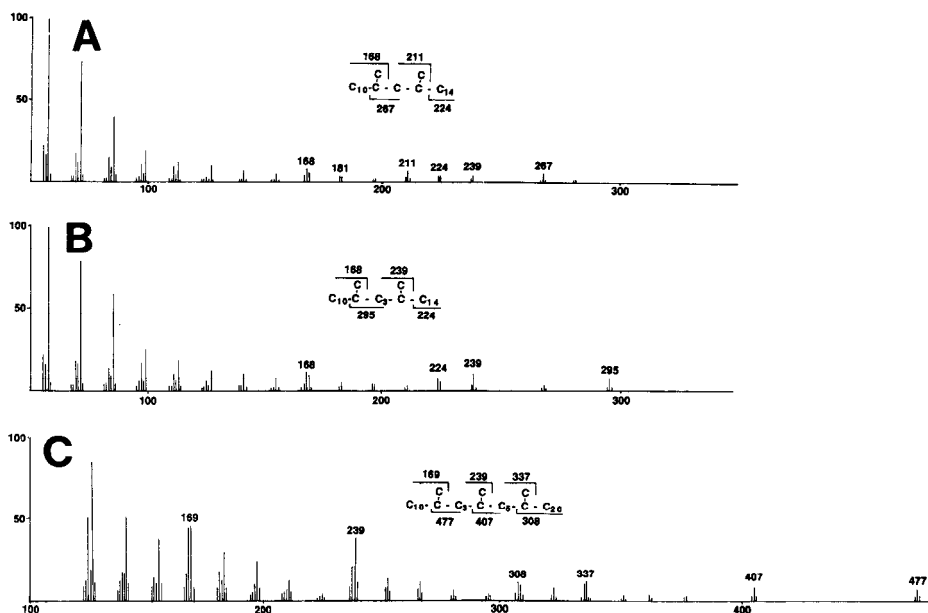 A
100
50
168 211
C C
C10-C - C - C - C14
267 224
168 181 211 224 239 267
100 200 300
B
100
50
168 239
C C
C10-C - C3-C - C14
295 224
168 224 239 295
100 200 300
C
100
50
169 239 337
C C C
C10-C - C3-C - C5-C - C20
477 407 308
169 239 308 337 407 477
100 200 300 400